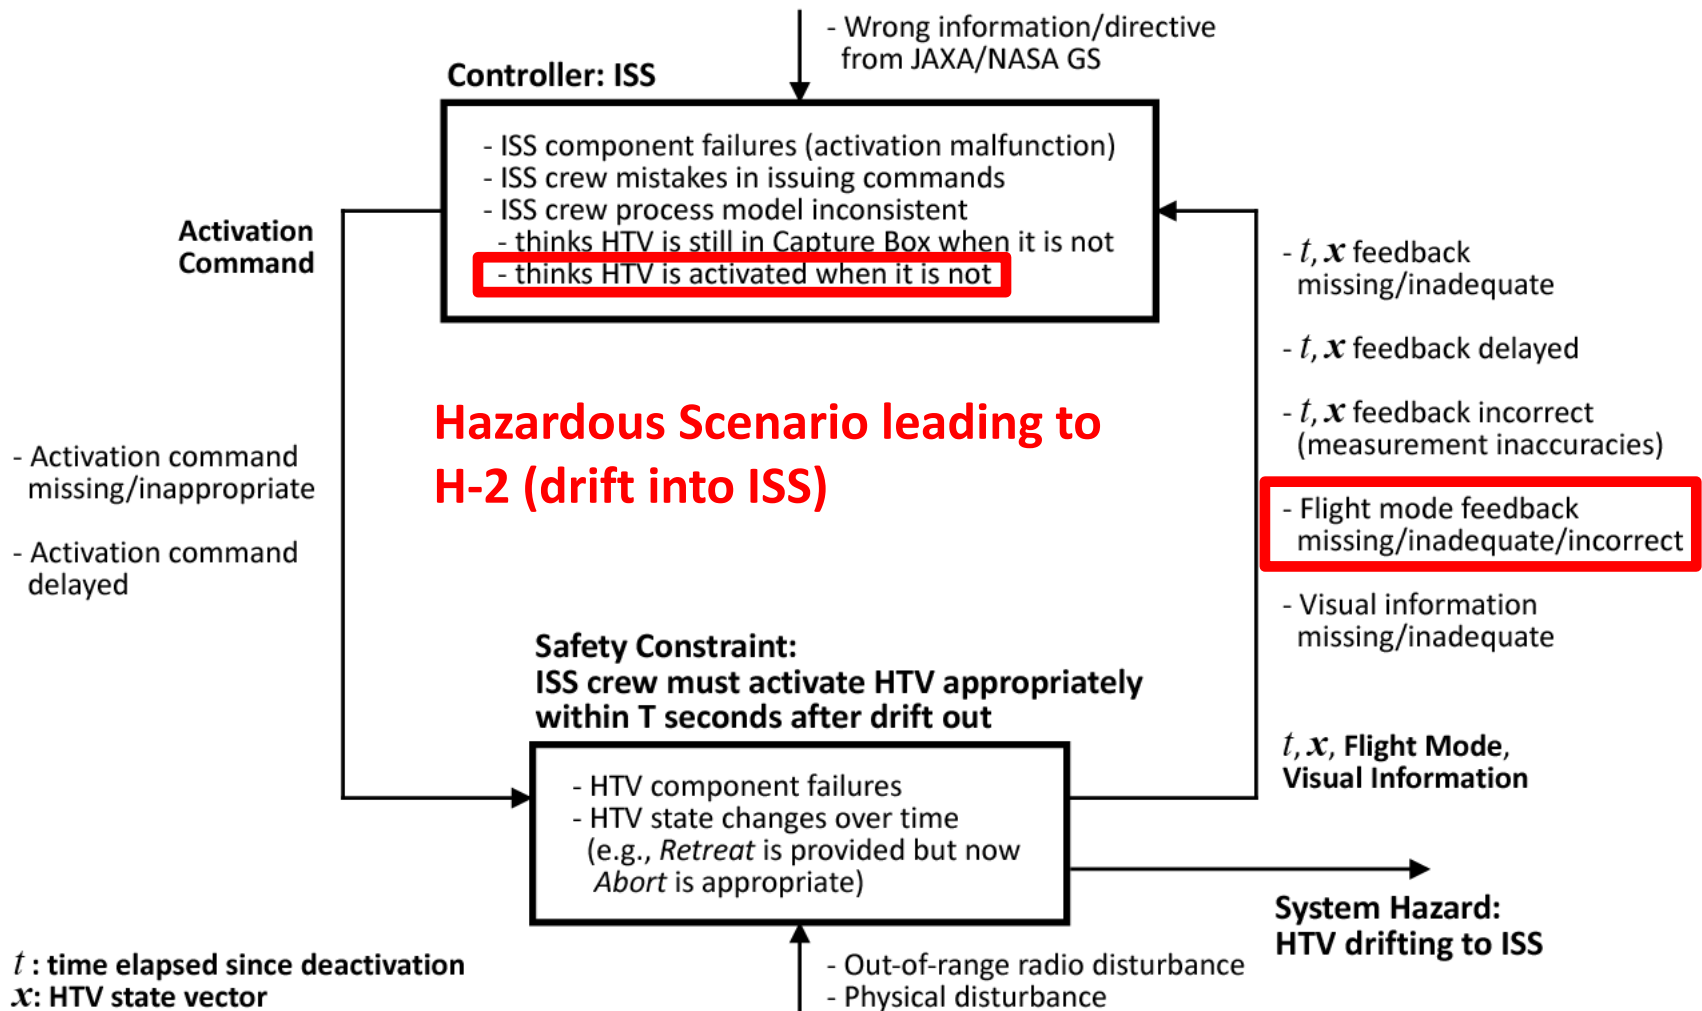 - Wrong information/directive
from JAXA/NASA GS
Controller: ISS
- ISS component failures (activation malfunction)
- ISS crew mistakes in issuing commands
- ISS crew process model inconsistent
- thinks HTV is still in Capture Box when it is not
- thinks HTV is activated when it is not
Activation
Command
- t, x feedback
missing/inadequate
- t, x feedback delayed
- t, x feedback incorrect
(measurement inaccuracies)
- Flight mode feedback
missing/inadequate/incorrect
- Visual information
missing/inadequate
Hazardous Scenario leading to
H-2 (drift into ISS)
- Activation command
missing/inappropriate
- Activation command
delayed
Safety Constraint:
ISS crew must activate HTV appropriately
within T seconds after drift out
- HTV component failures
- HTV state changes over time
(e.g., Retreat is provided but now
Abort is appropriate)
t, x, Flight Mode,
Visual Information
System Hazard:
HTV drifting to ISS
t : time elapsed since deactivation
x: HTV state vector
- Out-of-range radio disturbance
- Physical disturbance